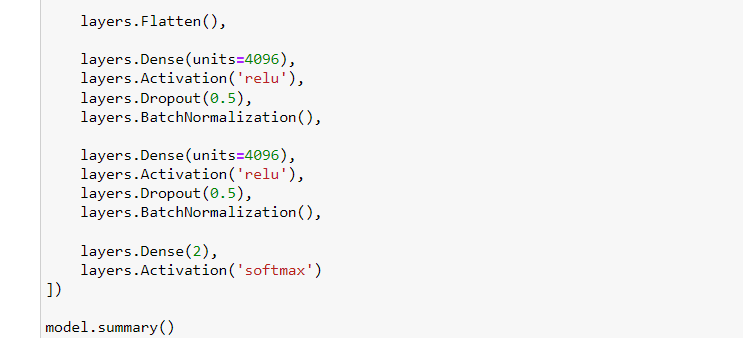 layers.Flatten(),
layers.Dense(units=4096),
layers.Activation('relu'),
layers.Dropout(0.5),
layers.BatchNormalization(),
layers.Dense(units=4096),
layers.Activation('relu'),
layers.Dropout(0.5),
layers.BatchNormalization(),
layers.Dense(2),
layers.Activation('softmax')
])
model.summary()